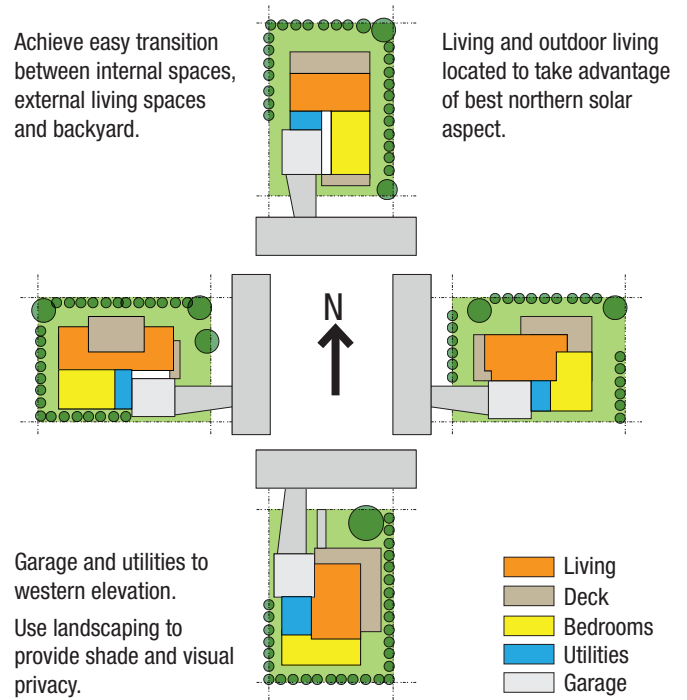 Achieve easy transition
between internal spaces,
external living spaces
and backyard.
Living and outdoor living
located to take advantage
of best northern solar
aspect.
N
Garage and utilities to
western elevation.
Use landscaping to
provide shade and visual
privacy.
Living
Deck
Bedrooms
Utilities
Garage